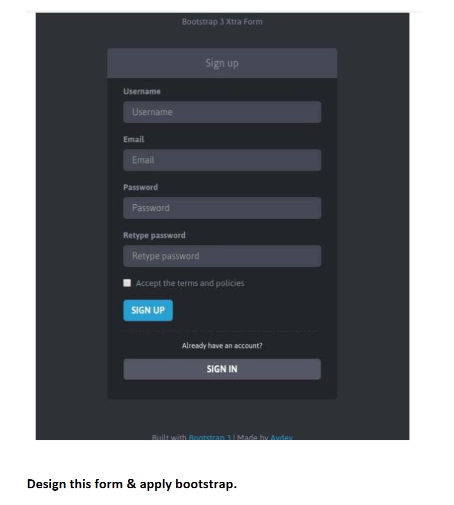 Bootstrap 3 Xtra Form
Sign up
Username
Username
Email
Email
Password
Password
Retype password
Retype password
Accept the terms and policies
SIGN UP
Already have an account?
SIGN IN
Built with Bootstrap 3 | Made by Aydev
Design this form & apply bootstrap.